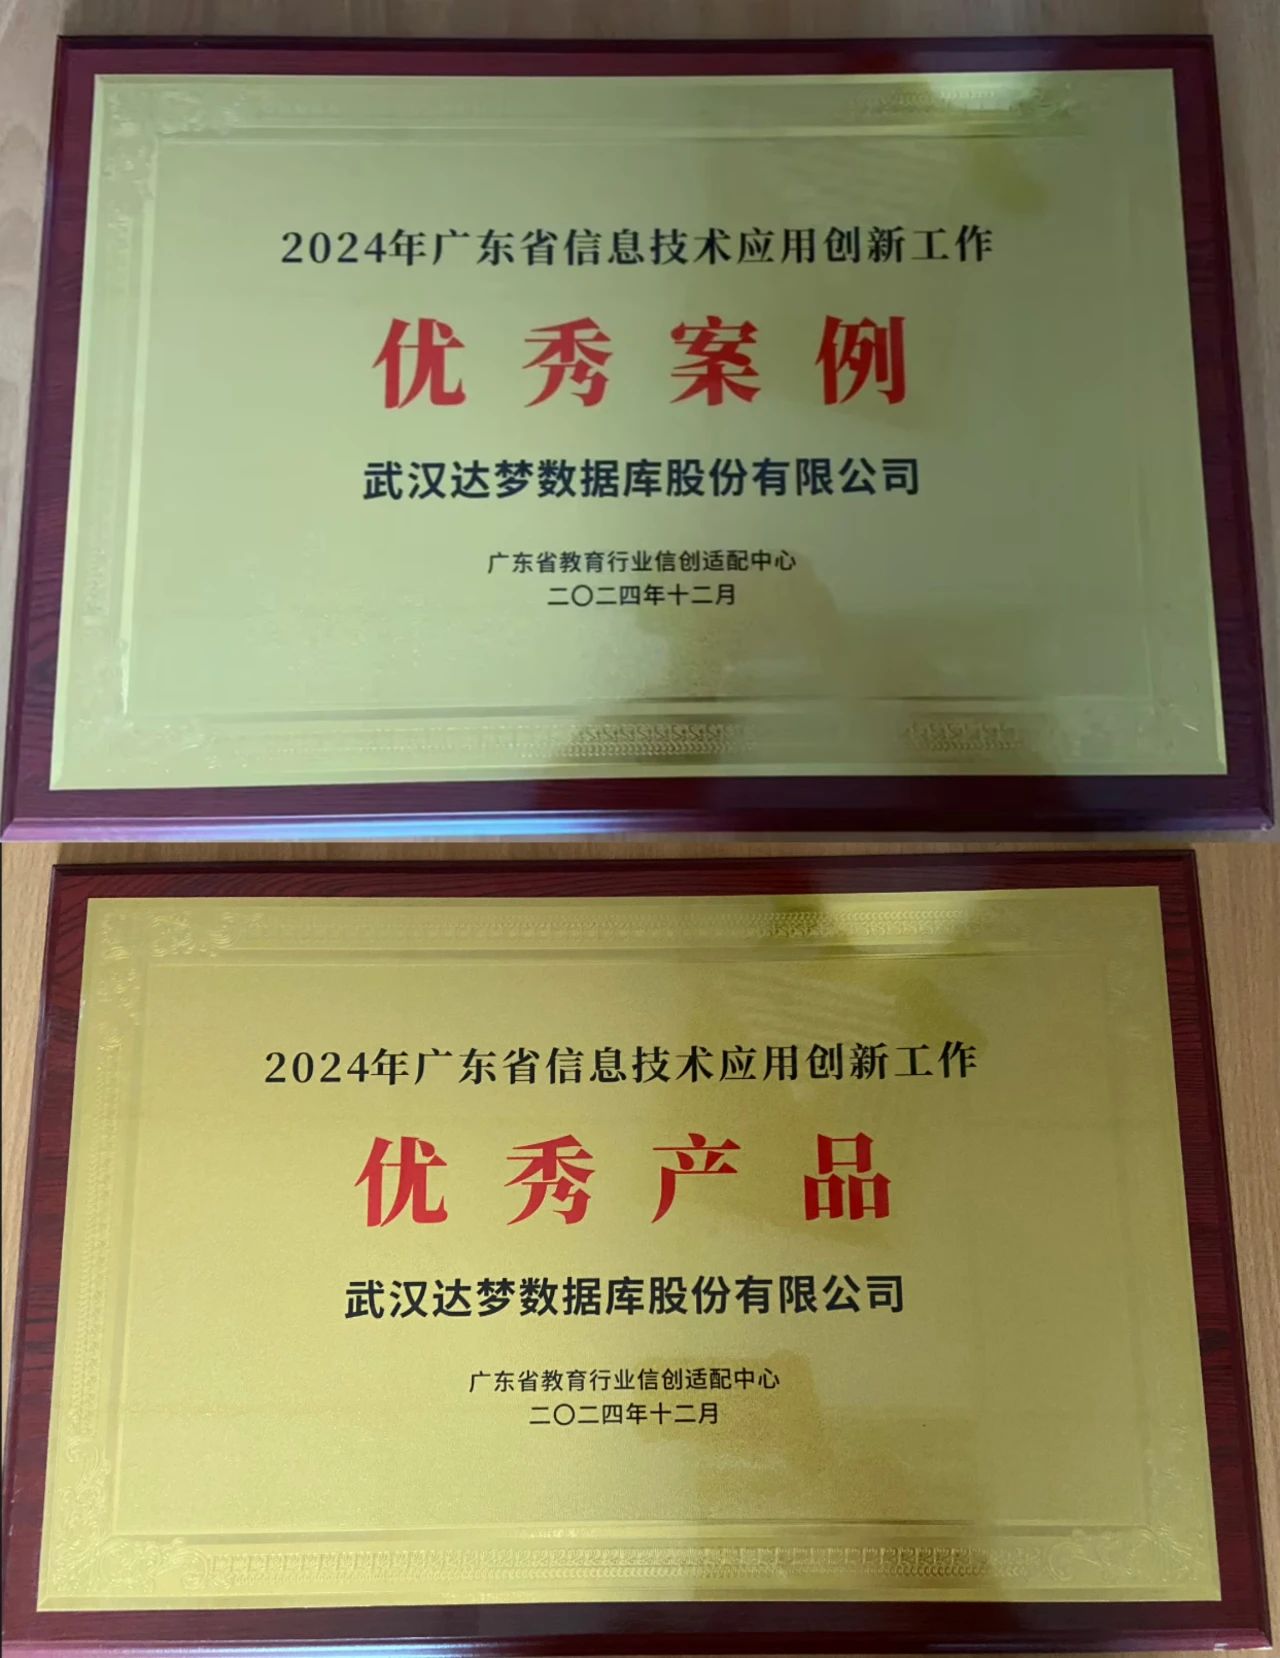 2024年广东省信息技术应用创新工作
优秀案例
武汉达梦数据库股份有限公司
广东省教育行业信创适配中心
二〇二四年十二月
2024年广东省信息技术应用创新工作
优秀产品
武汉达梦数据库股份有限公司
广东省教育行业信创适配中心
二〇二四年十二月